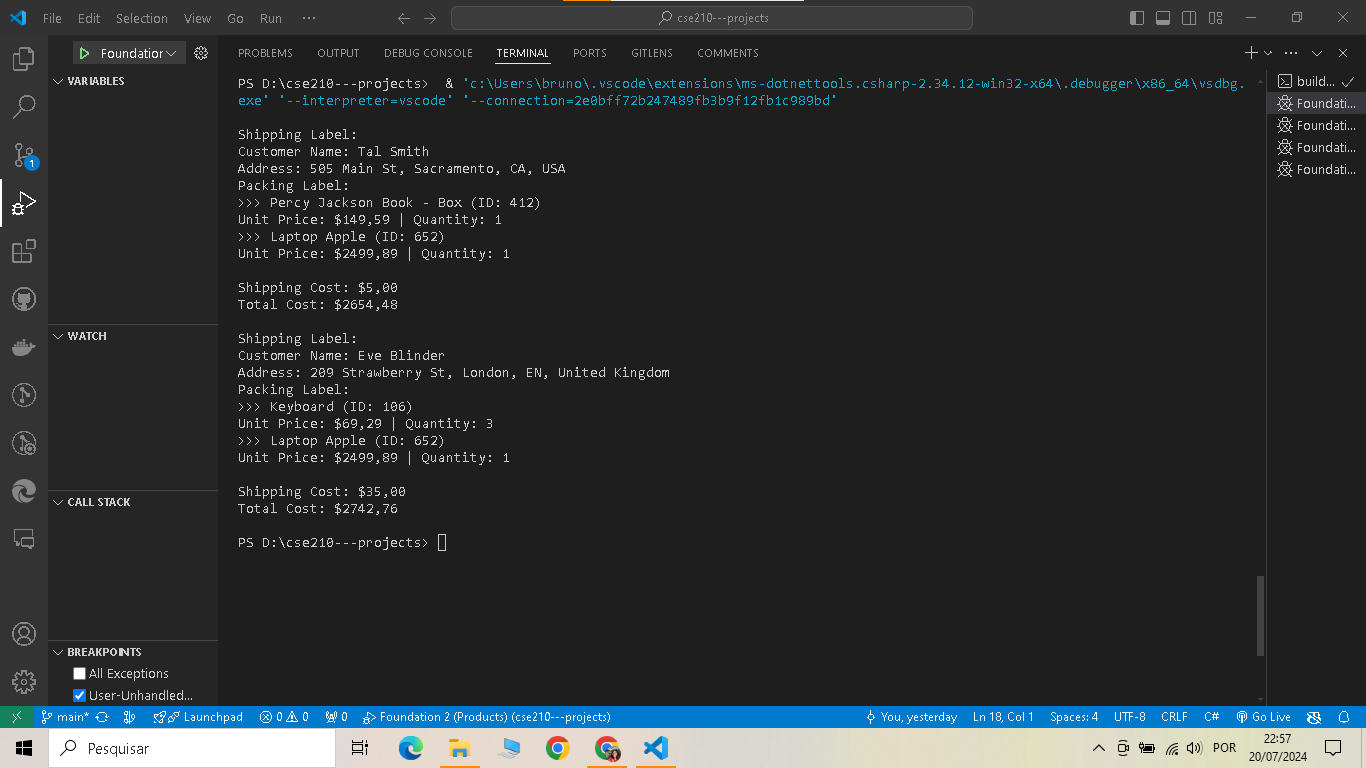 File Edit Selection View Go Run ···
cse210---projects
Foundation
PROBLEMS OUTPUT DEBUG CONSOLE TERMINAL PORTS GITLENS COMMENTS
VARIABLES
WATCH
CALL STACK
BREAKPOINTS
All Exceptions
User-Unhandled...
1
PS D:\cse210---projects>  & 'c:\Users\bruno\.vscode\extensions\ms-dotnettools.csharp-2.34.12-win32-x64\.debugger\x86_64\vsdbg.
exe' '--interpreter=vscode' '--connection=2e0bff72b247489fb3b9f12fb1c989bd'
Shipping Label:
Customer Name: Tal Smith
Address: 505 Main St, Sacramento, CA, USA
Packing Label:
>>> Percy Jackson Book - Box (ID: 412)
Unit Price: $149,59 | Quantity: 1
>>> Laptop Apple (ID: 652)
Unit Price: $2499,89 | Quantity: 1
Shipping Cost: $5,00
Total Cost: $2654,48
Shipping Label:
Customer Name: Eve Blinder
Address: 209 Strawberry St, London, EN, United Kingdom
Packing Label:
>>> Keyboard (ID: 106)
Unit Price: $69,29 | Quantity: 3
>>> Laptop Apple (ID: 652)
Unit Price: $2499,89 | Quantity: 1
Shipping Cost: $35,00
Total Cost: $2742,76
PS D:\cse210---projects>
build...
Foundati...
Foundati...
Foundati...
Foundati...
main* Launchpad 0 0 0 Foundation 2 (Products) (cse210---projects) You, yesterday Ln 18, Col 1 Spaces: 4 UTF-8 CRLF C# Go Live
Pesquisar
POR
22:57
20/07/2024